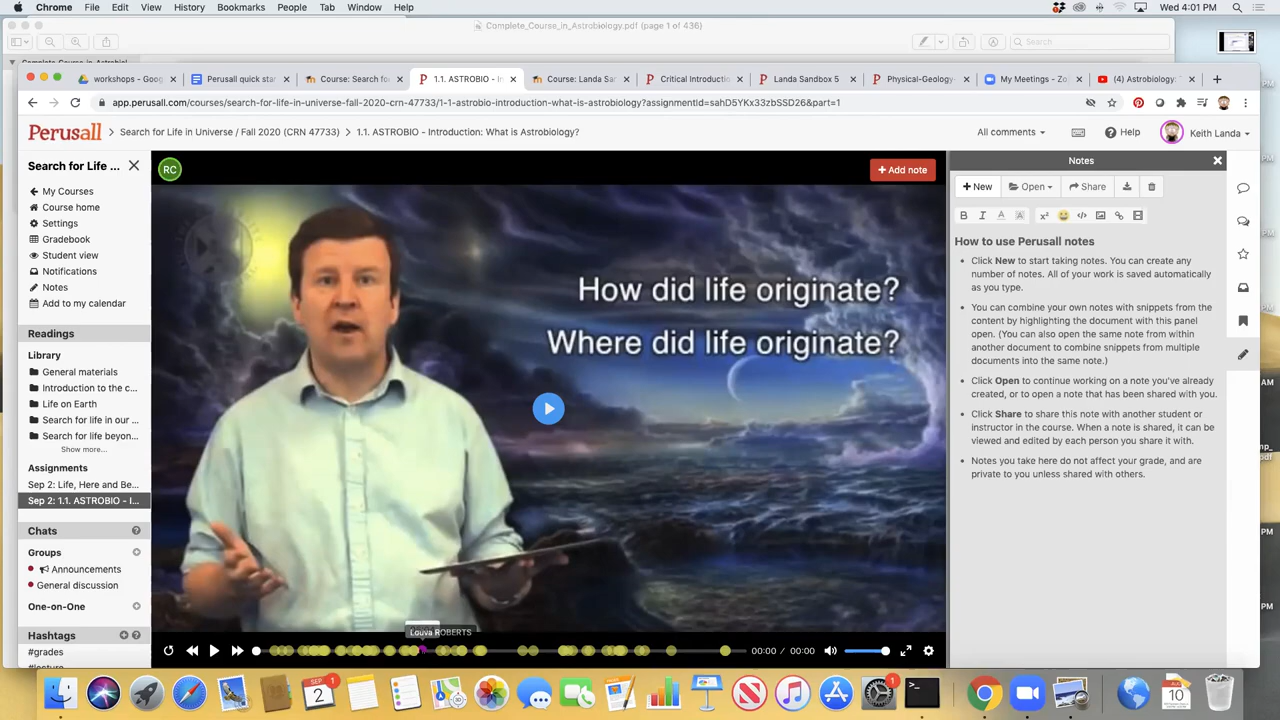 Chrome File Edit View History Bookmarks People Tab Window Help Wed 4:01 PM
Complete_Course_in_Astrobiology.pdf (page 1 of 436)
Search
workshops - Goog
Perusall quick sta
Course: Search fo
1.1. ASTROBIO - In
Course: Landa San
Critical Introductio
Landa Sandbox 5
Physical-Geology-
My Meetings - Zo
(4) Astrobiology: T
app.perusall.com/courses/search-for-life-in-universe-fall-2020-crn-47733/1-1-astrobio-introduction-what-is-astrobiology?assignmentId=sahD5YKx33zbSSD26&part=1
Perusall
Search for Life in Universe / Fall 2020 (CRN 47733)
1.1. ASTROBIO - Introduction: What is Astrobiology?
All comments
Help
Keith Landa
Search for Life ...
My Courses
Course home
Settings
Gradebook
Student view
Notifications
Notes
Add to my calendar
Readings
Library
General materials
Introduction to the c...
Life on Earth
Search for life in our ...
Search for life beyon...
Show more...
Assignments
Sep 2: Life, Here and Be...
Sep 2: 1.1. ASTROBIO - I...
Chats
Groups
Announcements
General discussion
One-on-One
Hashtags
#grades
RC
+ Add note
How did life originate?
Where did life originate?
Louva ROBERTS
00:00 / 00:00
Notes
+ New
Open
Share
B I A A x²
How to use Perusall notes
• Click New to start taking notes. You can create any
number of notes. All of your work is saved automatically
as you type.
• You can combine your own notes with snippets from the
content by highlighting the document with this panel
open. (You can also open the same note from within
another document to combine snippets from multiple
documents into the same note.)
• Click Open to continue working on a note you've already
created, or to open a note that has been shared with you.
• Click Share to share this note with another student or
instructor in the course. When a note is shared, it can be
viewed and edited by each person you share it with.
• Notes you take here do not affect your grade, and are
private to you unless shared with others.
SEP
2
1
1
10